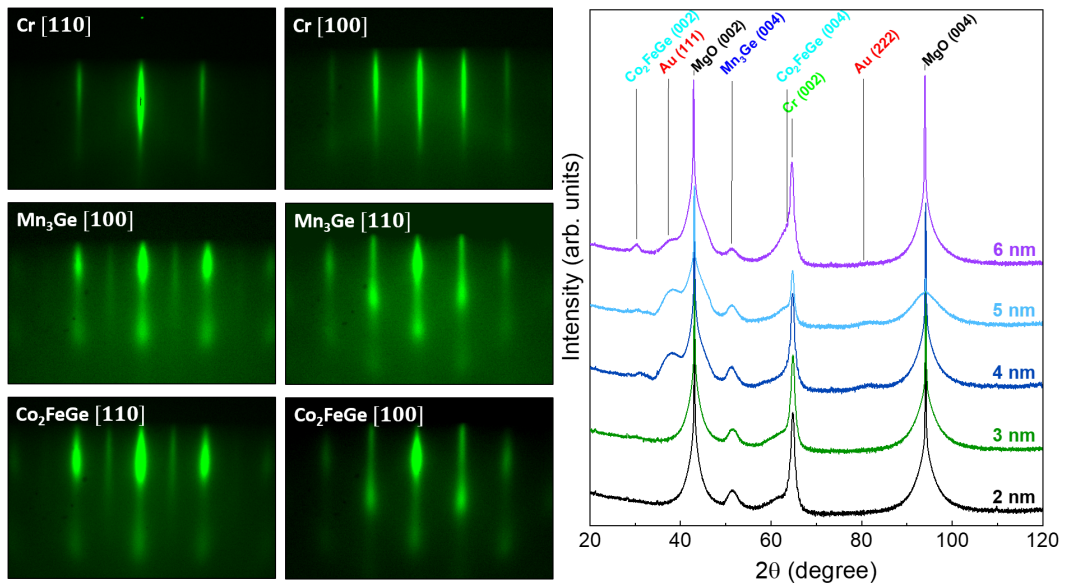 Cr [110]
Cr [100]
Mn₃Ge [100]
Mn₃Ge [110]
Co₂FeGe [110]
Co₂FeGe [100]
Co₂FeGe (002)
Au (111)
MgO (002)
Mn₃Ge (004)
Co₂FeGe (004)
Cr (002)
Au (222)
MgO (004)
Intensity (arb. units)
6 nm
5 nm
4 nm
3 nm
2 nm
20 40 60 80 100 120
2θ (degree)